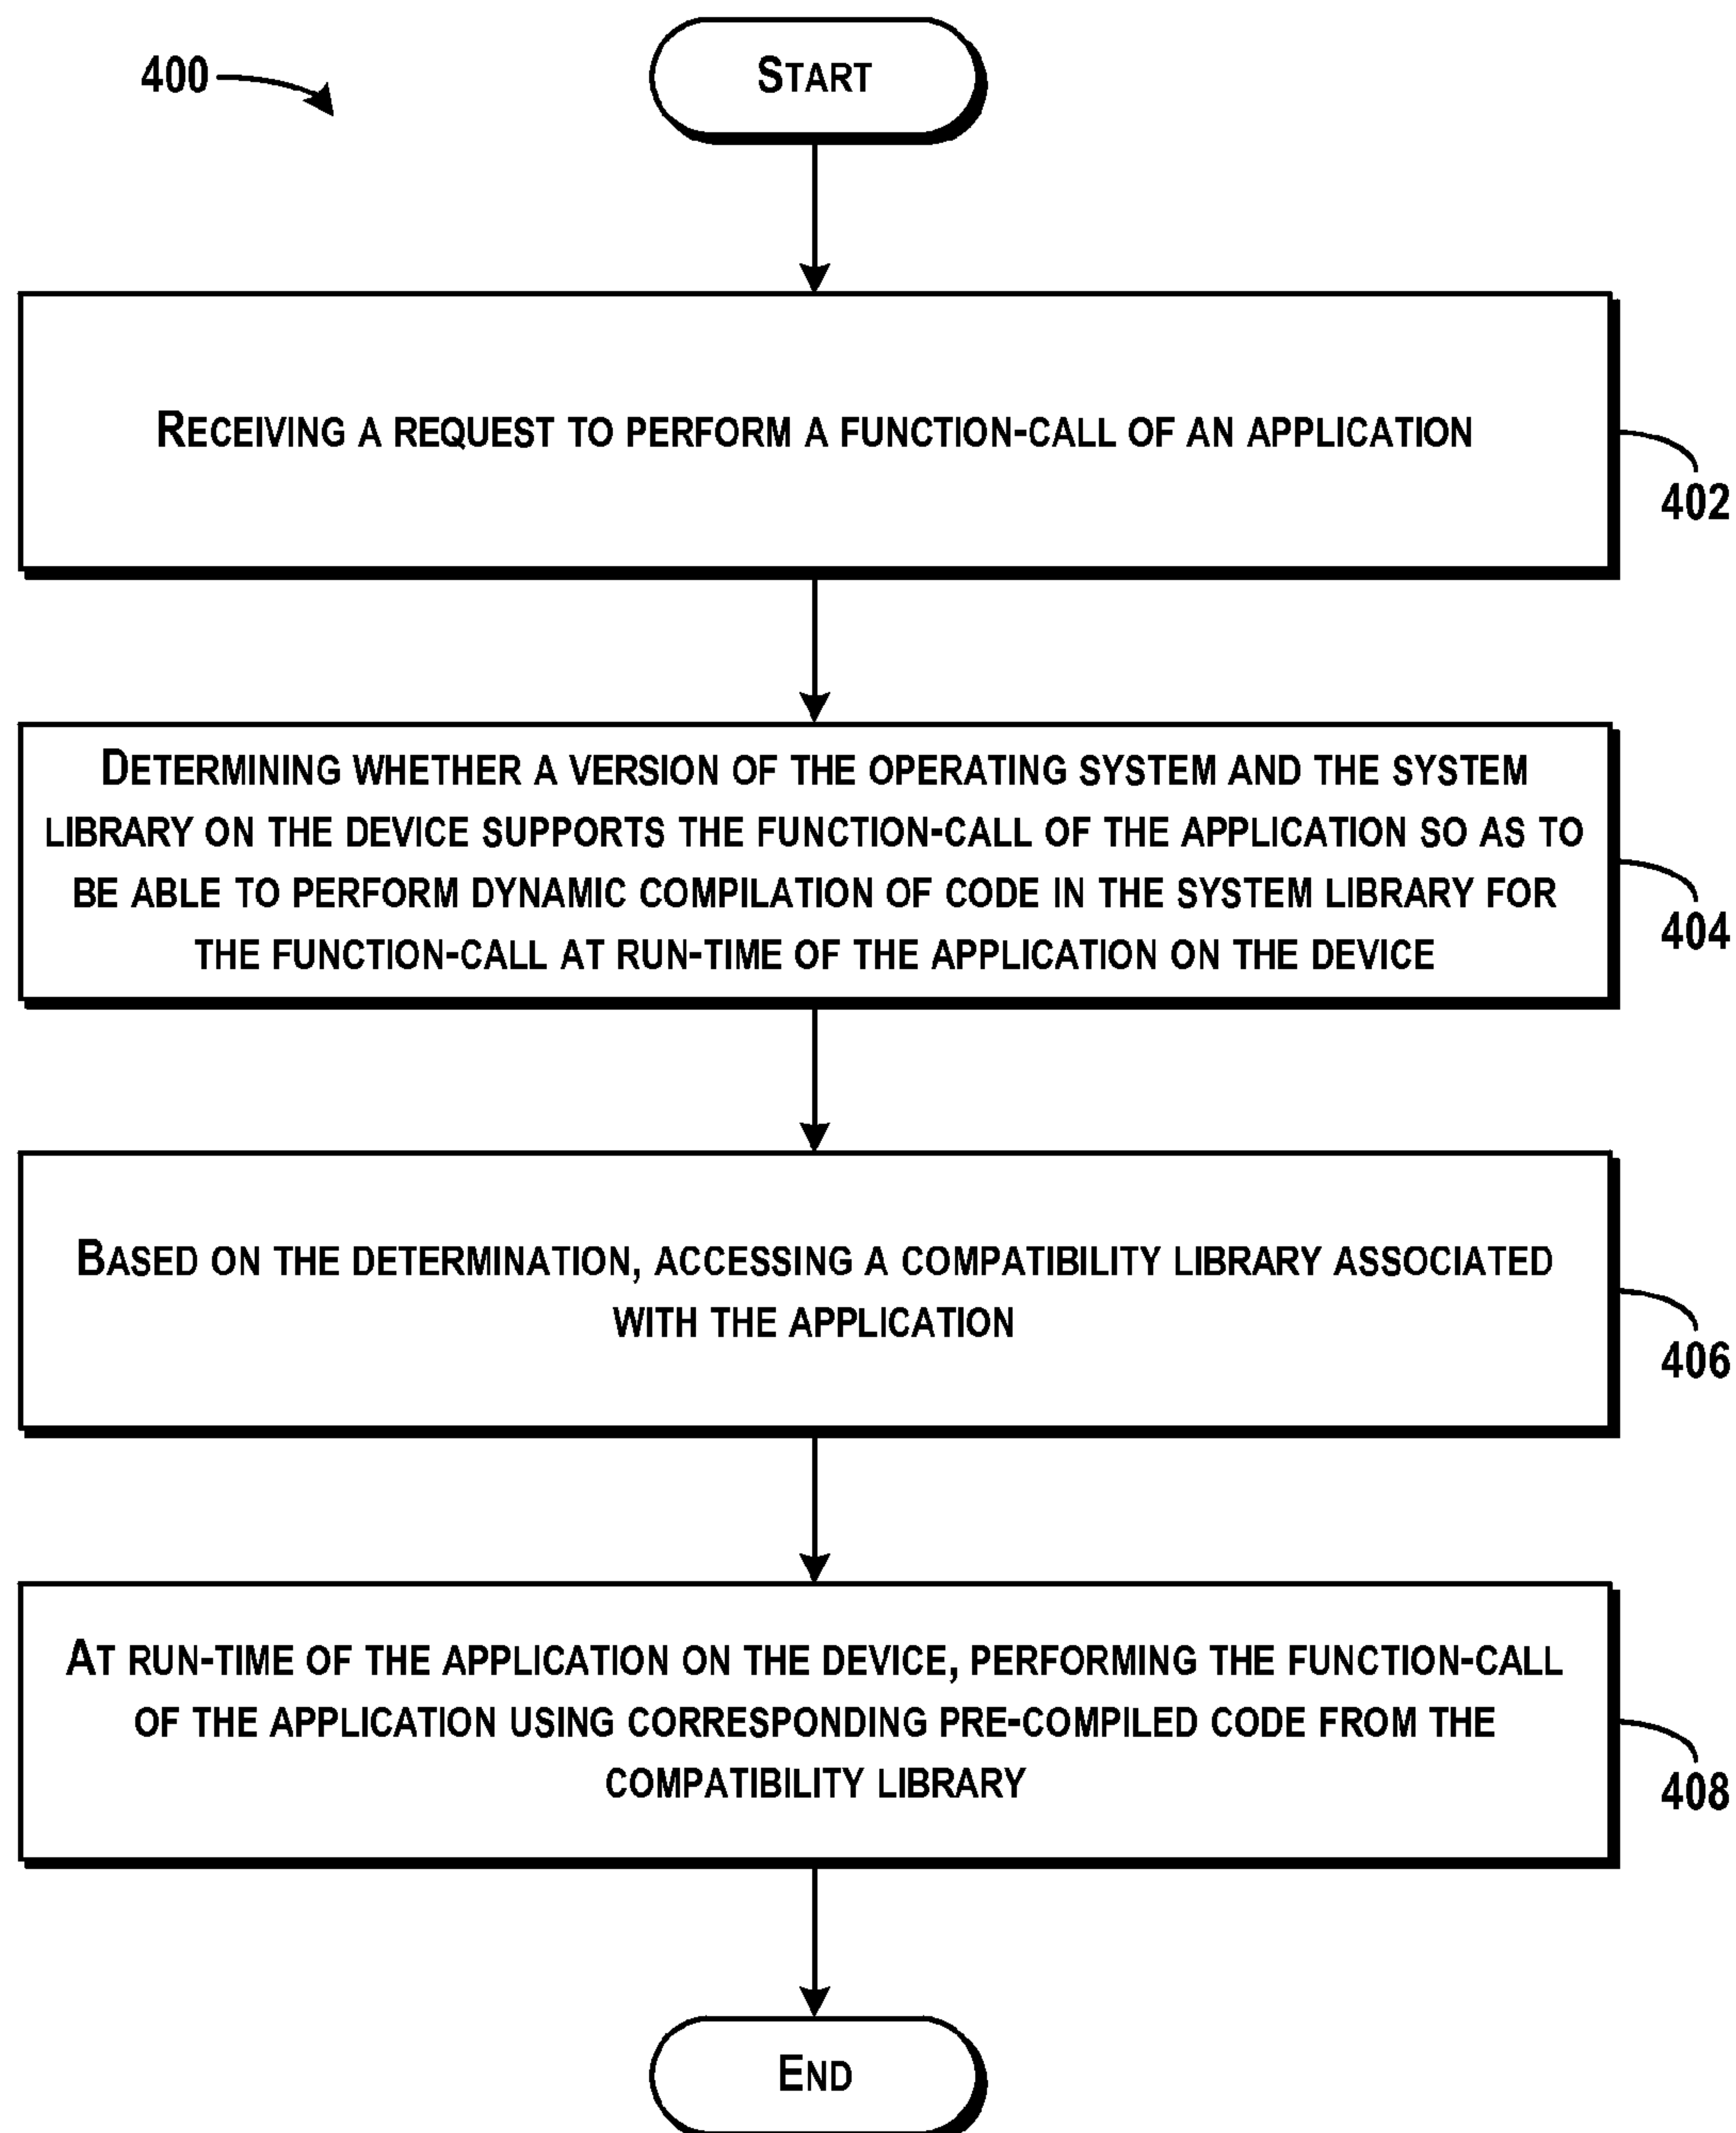 400
START
RECEIVING A REQUEST TO PERFORM A FUNCTION-CALL OF AN APPLICATION
402
DETERMINING WHETHER A VERSION OF THE OPERATING SYSTEM AND THE SYSTEM
LIBRARY ON THE DEVICE SUPPORTS THE FUNCTION-CALL OF THE APPLICATION SO AS TO
BE ABLE TO PERFORM DYNAMIC COMPILATION OF CODE IN THE SYSTEM LIBRARY FOR
THE FUNCTION-CALL AT RUN-TIME OF THE APPLICATION ON THE DEVICE
404
BASED ON THE DETERMINATION, ACCESSING A COMPATIBILITY LIBRARY ASSOCIATED
WITH THE APPLICATION
406
AT RUN-TIME OF THE APPLICATION ON THE DEVICE, PERFORMING THE FUNCTION-CALL
OF THE APPLICATION USING CORRESPONDING PRE-COMPILED CODE FROM THE
COMPATIBILITY LIBRARY
408
END